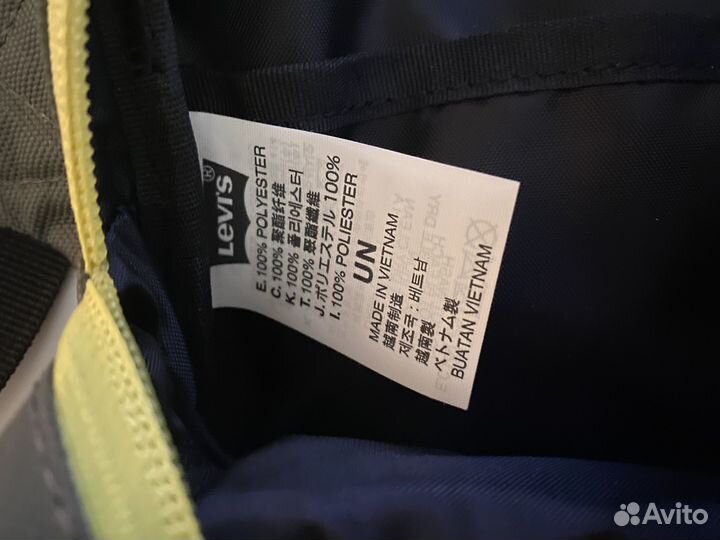 LEVI'S ®
E. 100% POLYESTER
C. 100% 聚酯纤维
K. 100% 폴리에스터
T. 100% 聚酯纖維
J. ポリエステル 100%
I. 100% POLIESTER
UN
MADE IN VIETNAM
越南制造
제조국 : 베트남
越南製
ベトナム製
BUATAN VIETNAM
Avito